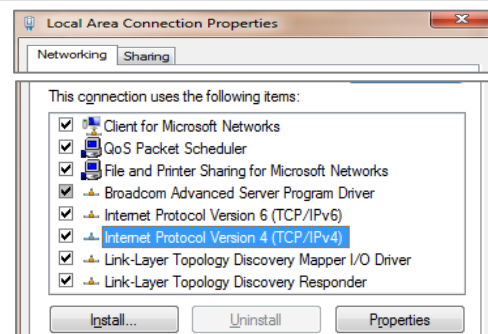 Local Area Connection Properties
Networking Sharing
This connection uses the following items:
Client for Microsoft Networks
QoS Packet Scheduler
File and Printer Sharing for Microsoft Networks
Broadcom Advanced Server Program Driver
Internet Protocol Version 6 (TCP/IPv6)
Internet Protocol Version 4 (TCP/IPv4)
Link-Layer Topology Discovery Mapper I/O Driver
Link-Layer Topology Discovery Responder
Install... Uninstall Properties